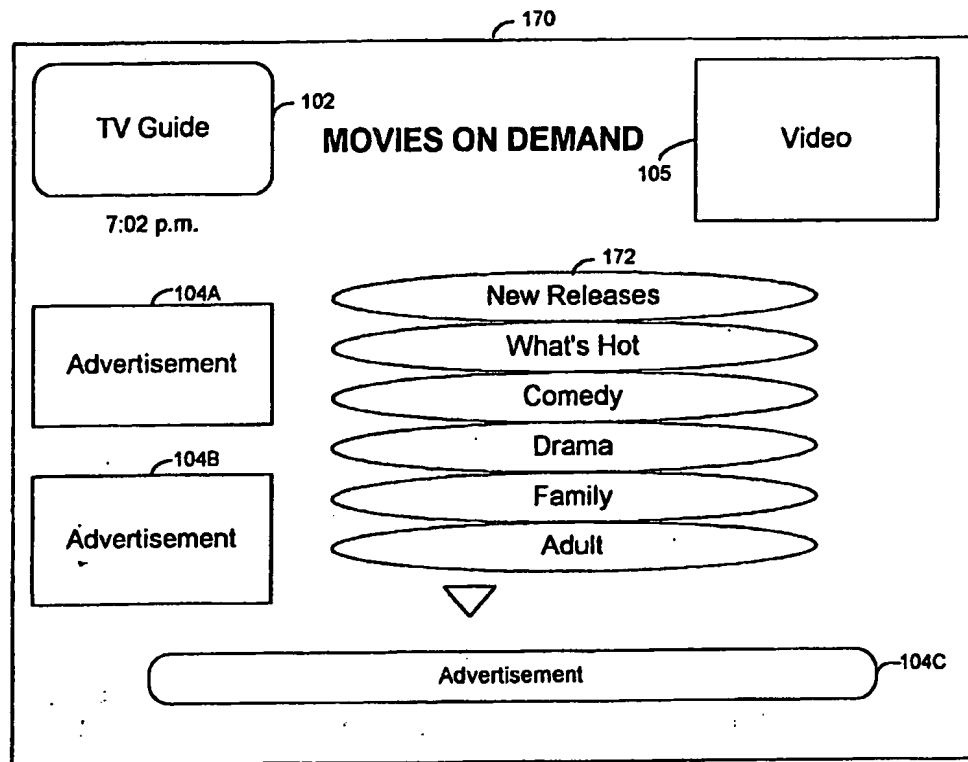 170
TV Guide
102
MOVIES ON DEMAND
105
Video
7:02 p.m.
172
New Releases
What's Hot
Comedy
Drama
Family
Adult
104A
Advertisement
104B
Advertisement
Advertisement
104C